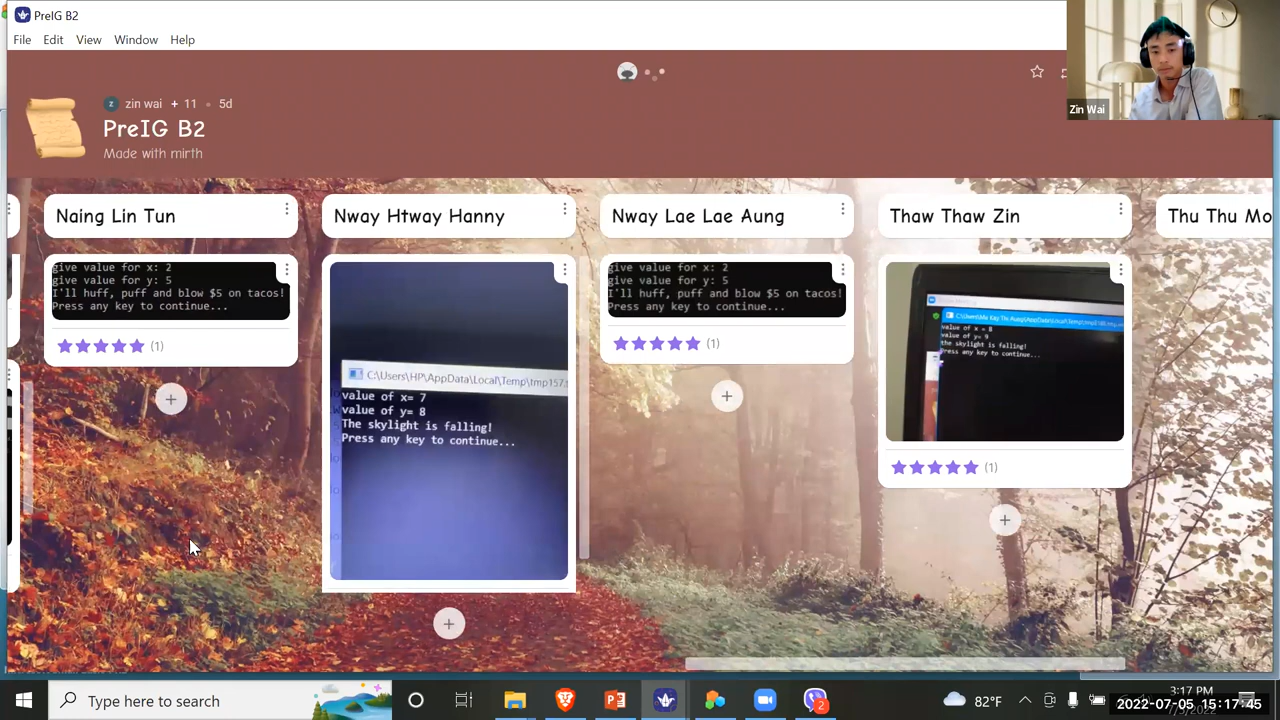 PreIG B2
File Edit View Window Help
zin wai + 11 • 5d
PreIG B2
Made with mirth
Zin Wai
Naing Lin Tun
give value for x: 2
give value for y: 5
I'll huff, puff and blow $5 on tacos!
Press any key to continue...
(1)
Nway Htway Hanny
C:\Users\HP\AppData\Local\Temp\tmp157.
value of x= 7
value of y= 8
The skylight is falling!
Press any key to continue...
Nway Lae Lae Aung
give value for x: 2
give value for y: 5
I'll huff, puff and blow $5 on tacos!
Press any key to continue...
(1)
Thaw Thaw Zin
value of x = 8
value of y= 9
the skylight is falling!
Press any key to continue...
(1)
Thu Thu Mo
Type here to search
2
82°F
3:17 PM
2022-07-05 15:17:45